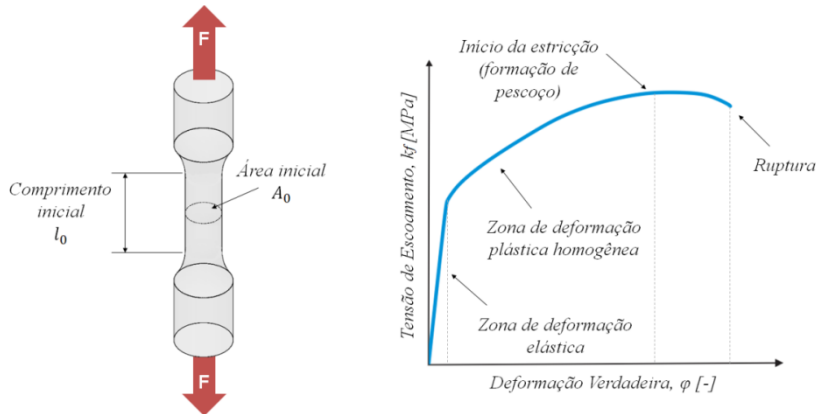 F
Comprimento
inicial
l₀
Área inicial
A₀
F
Tensão de Escoamento, kf [MPa]
Início da estricção
(formação de
pescoço)
Ruptura
Zona de deformação
plástica homogênea
Zona de deformação
elástica
Deformação Verdadeira, φ [-]